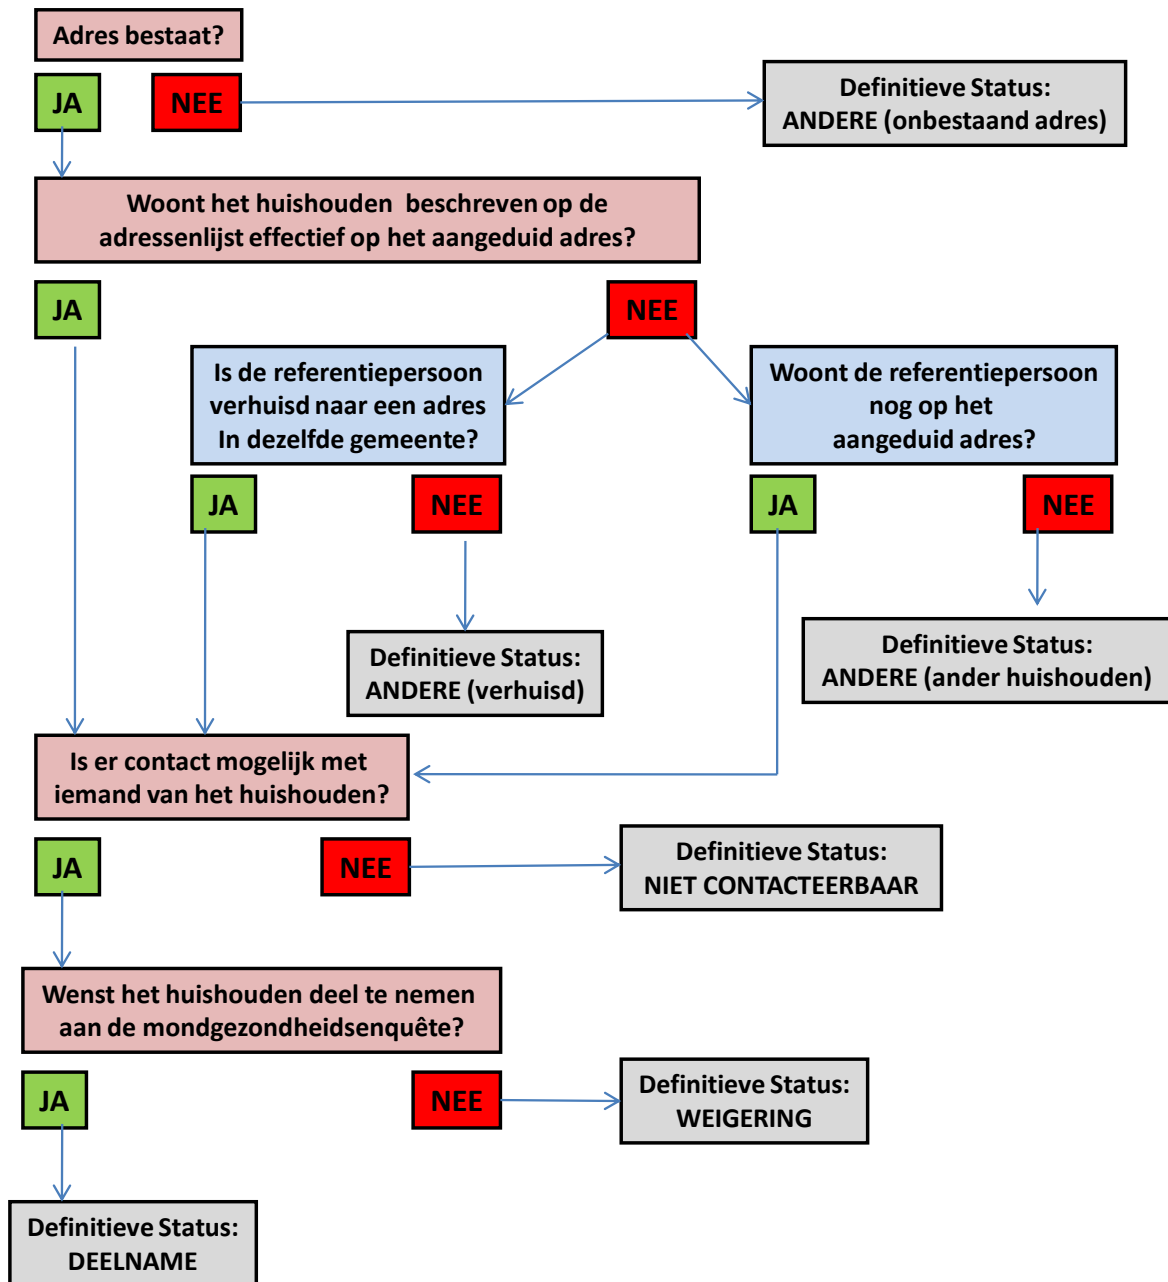 Adres bestaat?
JA
NEE
Definitieve Status:
ANDERE (onbestaand adres)
Woont het huishouden beschreven op de
adressenlijst effectief op het aangeduid adres?
JA
NEE
Is de referentiepersoon
verhuisd naar een adres
In dezelfde gemeente?
Woont de referentiepersoon
nog op het
aangeduid adres?
JA
NEE
JA
NEE
Definitieve Status:
ANDERE (verhuisd)
Definitieve Status:
ANDERE (ander huishouden)
Is er contact mogelijk met
iemand van het huishouden?
JA
NEE
Definitieve Status:
NIET CONTACTEERBAAR
Wenst het huishouden deel te nemen
aan de mondgezondheidsenquête?
JA
NEE
Definitieve Status:
WEIGERING
Definitieve Status:
DEELNAME